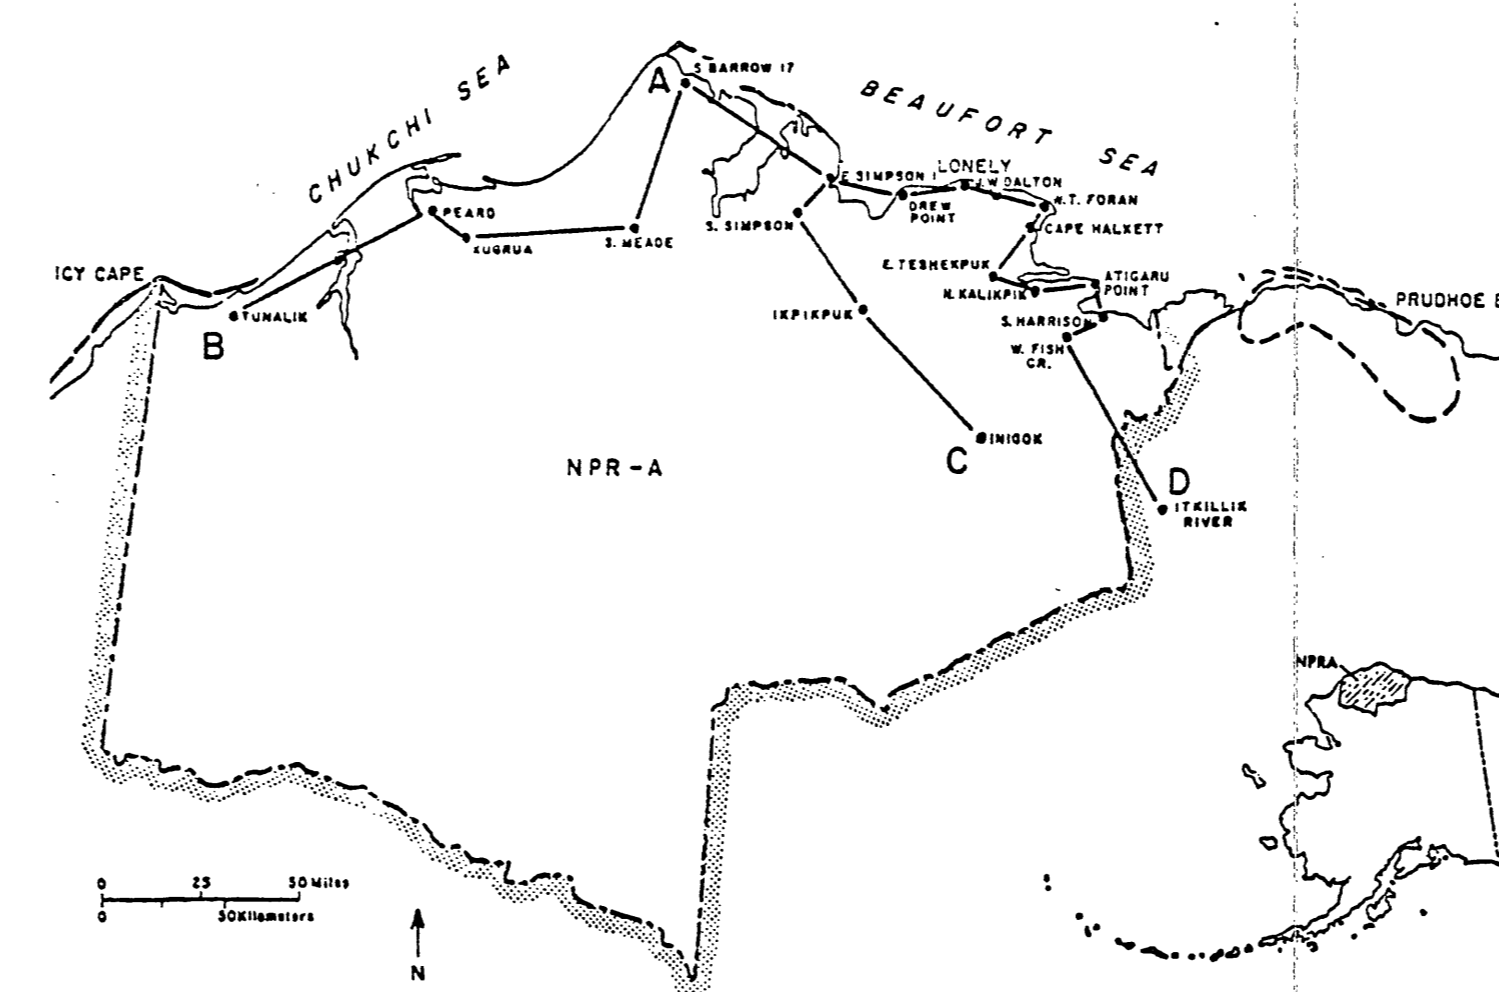 S BARROW 17
A
CHUKCHI SEA
BEAUFORT SEA
LONELY
E. SIMPSON 1
J.W. DALTON
DREW
POINT
W.T. FORAN
PEARD
S. SIMPSON
CAPE HALKETT
KUGRUA
S. MEADE
ICY CAPE
E. TESHEKPUK
ATIGARU
POINT
N. KALIKPIK
PRUDHOE B
TUNALIK
B
IKPIKPUK
S. HARRISON
W. FISH
CR.
INIGOK
C
NPR-A
D
ITKILLIK
RIVER
NPRA
0 25 50 Miles
0 50 Kilometers
N